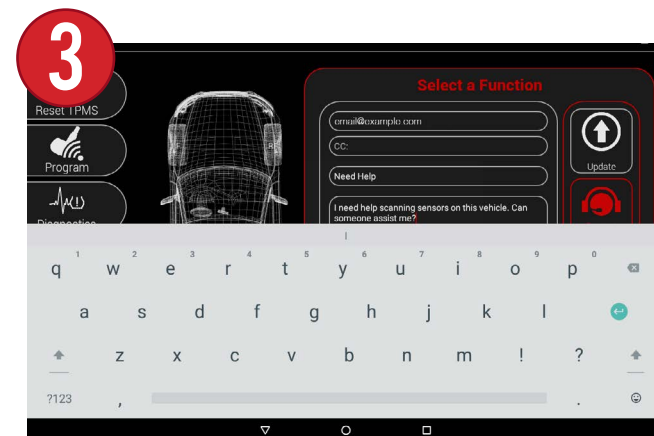 3
Select a Function
Reset TPMS
email@example.com
CC:
Program
Update
Need Help
I need help scanning sensors on this vehicle. Can
someone assist me?
Diagnostics
q 1 w 2 e 3 r 4 t 5 y 6 u 7 i 8 o 9 p 0
a s d f g h j k l
z x c v b n m ! ?
?123 , .